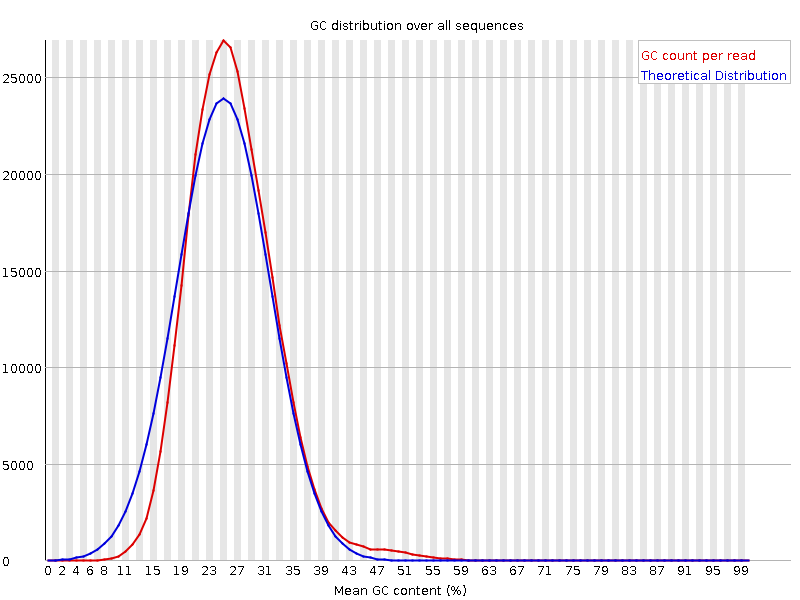 GC distribution over all sequences
GC count per read
Theoretical Distribution
25000
20000
15000
10000
5000
0
0 2 4 6 8 11 15 19 23 27 31 35 39 43 47 51 55 59 63 67 71 75 79 83 87 91 95 99
Mean GC content (%)